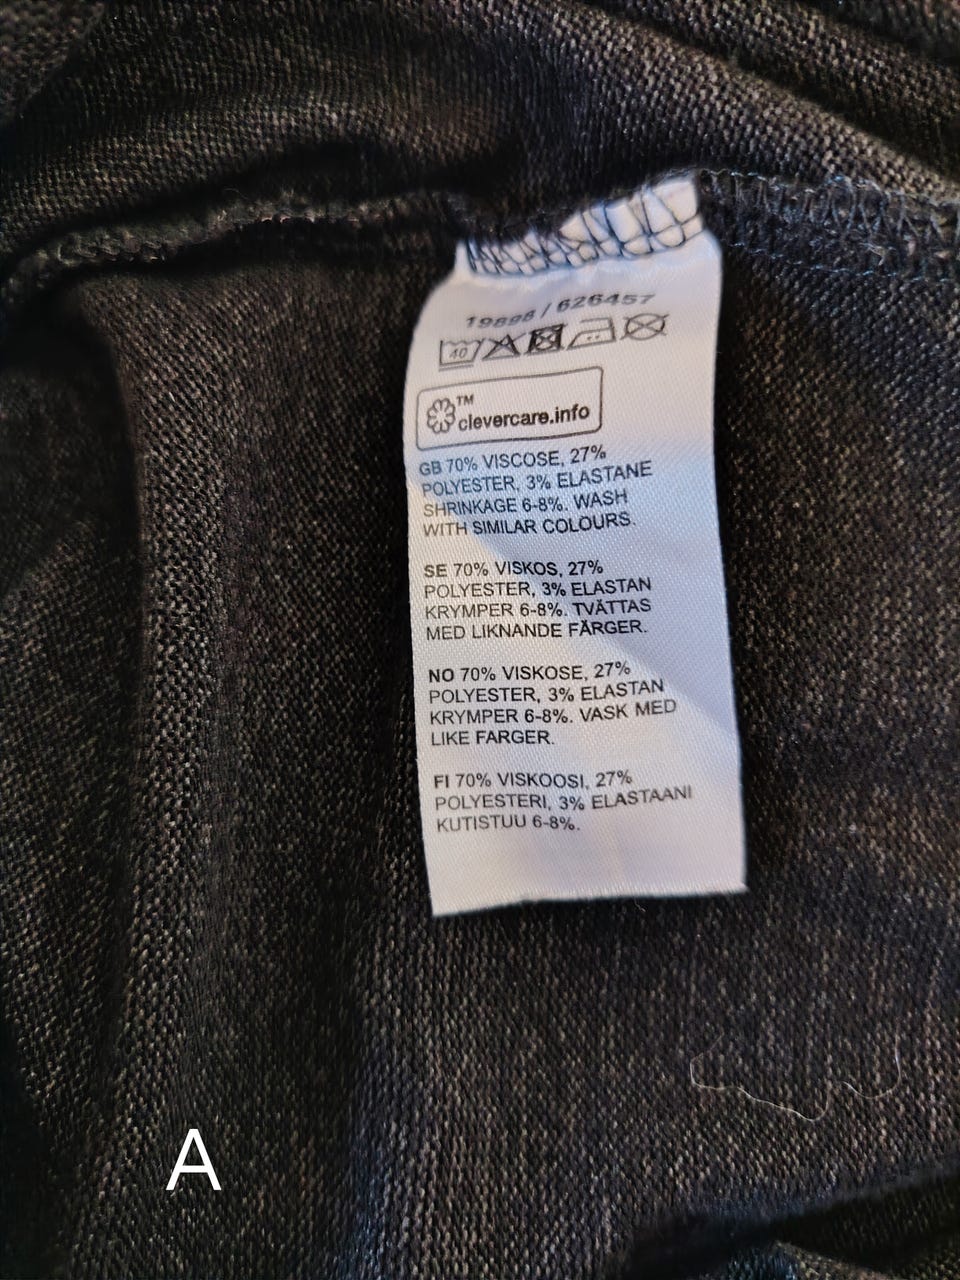 19898 / 626457
40
TM
clevercare.info
GB 70% VISCOSE, 27%
POLYESTER, 3% ELASTANE
SHRINKAGE 6-8%. WASH
WITH SIMILAR COLOURS.
SE 70% VISKOS, 27%
POLYESTER, 3% ELASTAN
KRYMPER 6-8%. TVÄTTAS
MED LIKNANDE FÄRGER.
NO 70% VISKOSE, 27%
POLYESTER, 3% ELASTAN
KRYMPER 6-8%. VASK MED
LIKE FARGER.
FI 70% VISKOOSI, 27%
POLYESTERI, 3% ELASTAANI
KUTISTUU 6-8%.
A